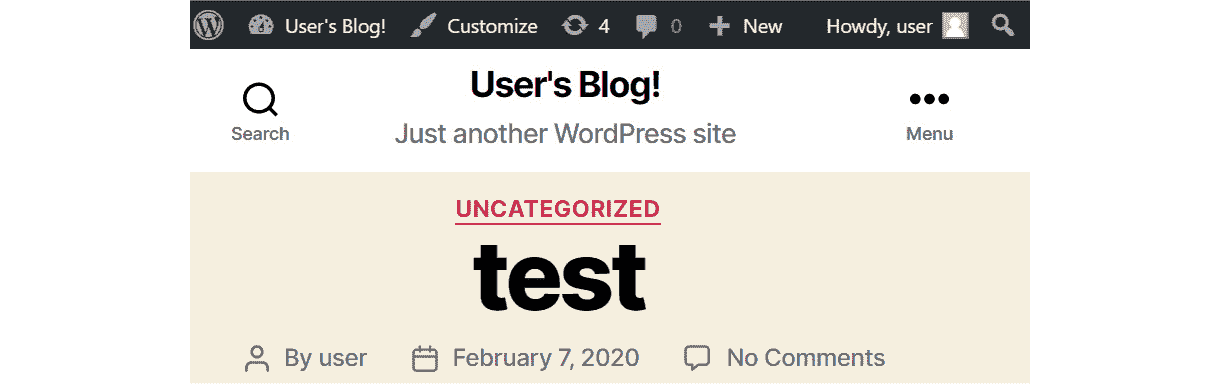 User's Blog! Customize 4 0 New Howdy, user
User's Blog!
Just another WordPress site
Search
Menu
UNCATEGORIZED
test
By user February 7, 2020 No Comments